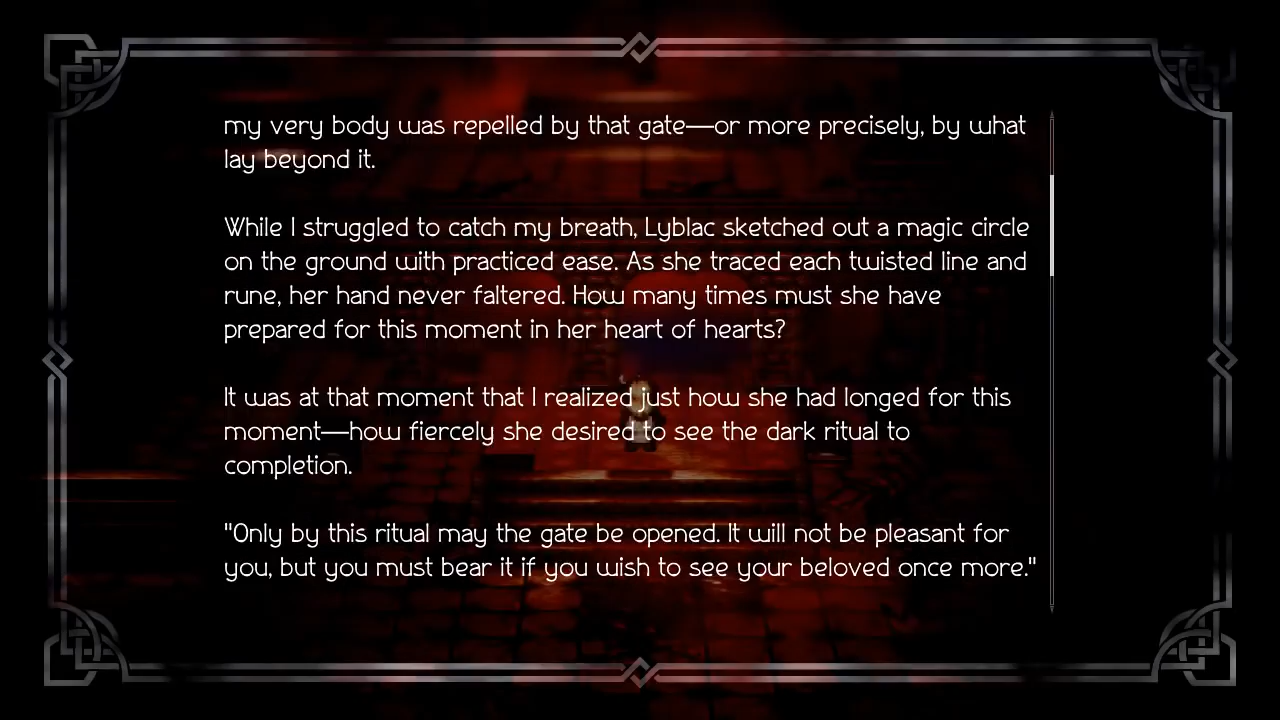 my very body was repelled by that gate—or more precisely, by what
lay beyond it.
While I struggled to catch my breath, Lyblac sketched out a magic circle
on the ground with practiced ease. As she traced each twisted line and
rune, her hand never faltered. How many times must she have
prepared for this moment in her heart of hearts?
It was at that moment that I realized just how she had longed for this
moment—how fiercely she desired to see the dark ritual to
completion.
"Only by this ritual may the gate be opened. It will not be pleasant for
you, but you must bear it if you wish to see your beloved once more."